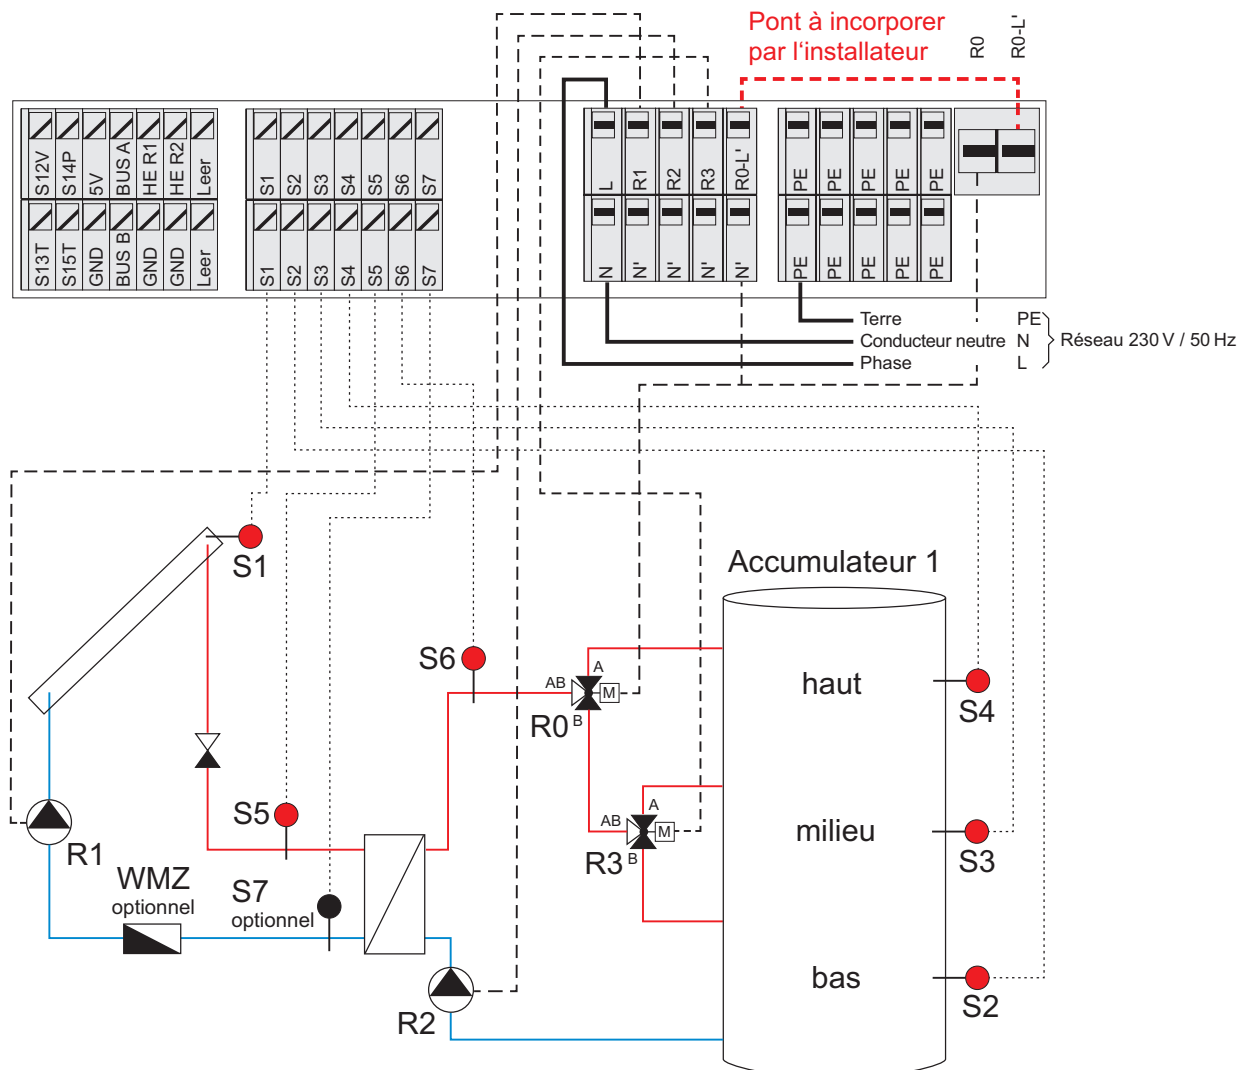 Pont à incorporer
par l‘installateur
R0
R0-L'
S12V
S14P
5V
BUS A
HE R1
HE R2
Leer
S1
S2
S3
S4
S5
S6
S7
L
R1
R2
R3
R0-L'
PE
PE
PE
PE
PE
S13T
S15T
GND
BUS B
GND
GND
Leer
S1
S2
S3
S4
S5
S6
S7
N
N'
N'
N'
N'
PE
PE
PE
PE
PE
Terre PE
Conducteur neutre N
Phase L
Réseau 230 V / 50 Hz
S1
Accumulateur 1
S6
AB
A
M
R0
B
haut
S4
S5
AB
A
M
R3
B
milieu
S3
R1
WMZ
optionnel
S7
optionnel
R2
bas
S2